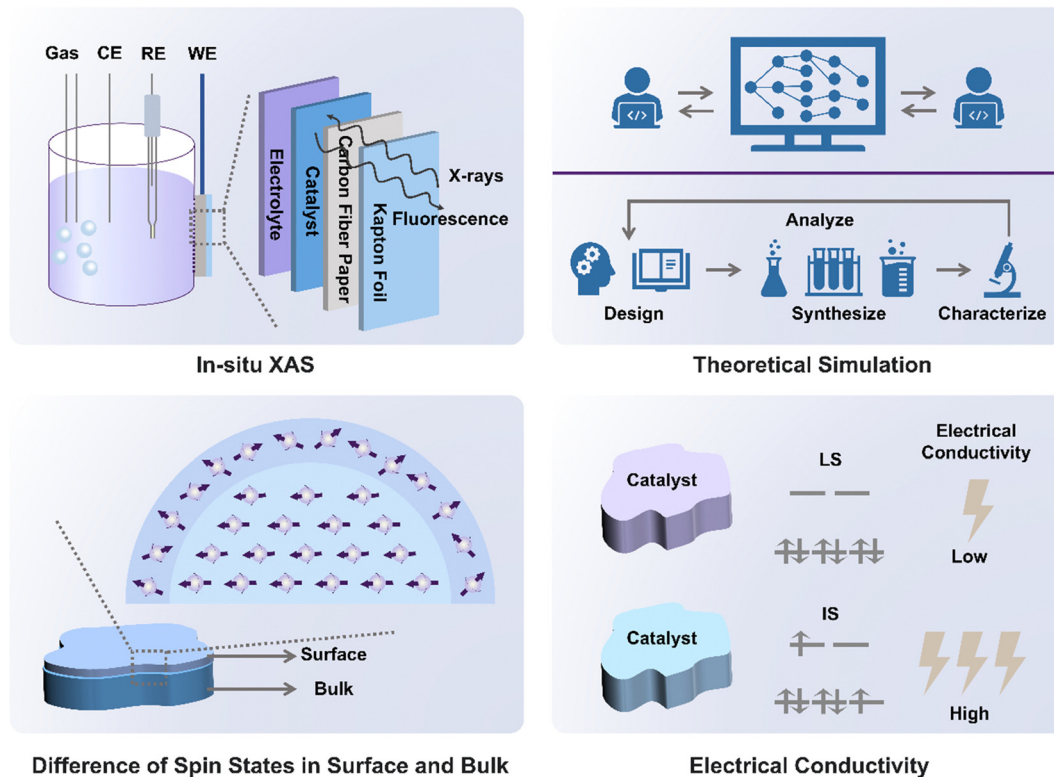 Gas CE RE WE
Electrolyte
Catalyst
Carbon Fiber Paper
Kapton Foil
X-rays
Fluorescence
In-situ XAS
</>
</>
Analyze
Design
Synthesize
Characterize
Theoretical Simulation
Surface
Bulk
Difference of Spin States in Surface and Bulk
Catalyst
LS
Electrical
Conductivity
Low
Catalyst
IS
High
Electrical Conductivity